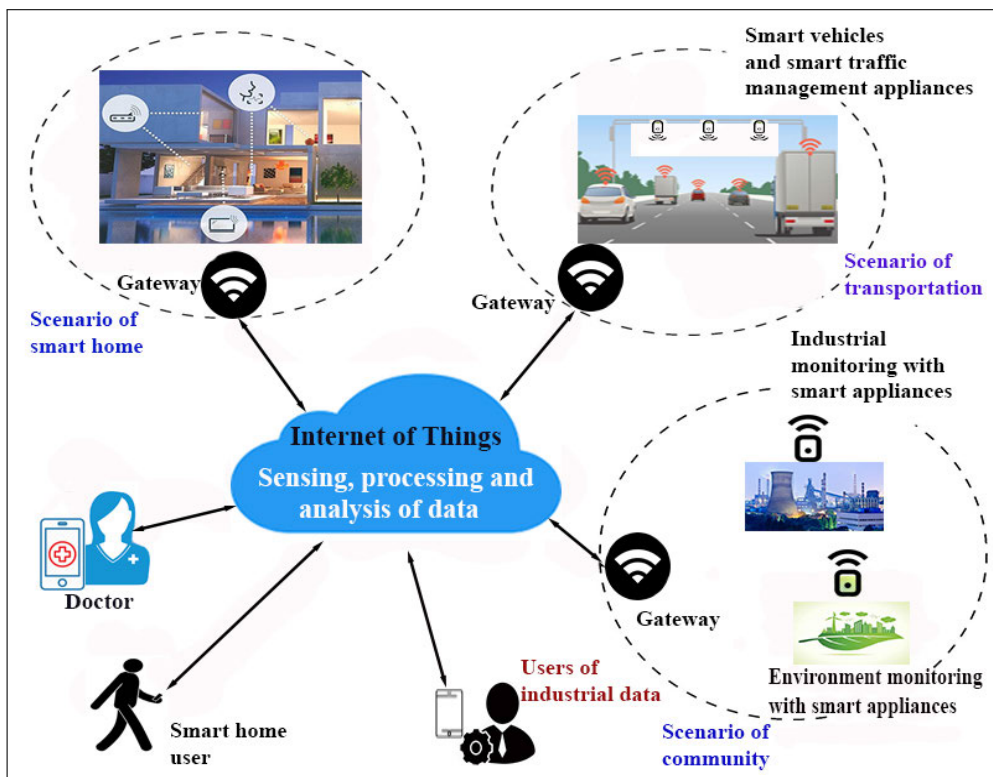 Smart vehicles
and smart traffic
management appliances
Gateway
Scenario of
smart home
Gateway
Scenario of
transportation
Industrial
monitoring with
smart appliances
Internet of Things
Sensing, processing and
analysis of data
Doctor
Gateway
Users of
industrial data
Environment monitoring
with smart appliances
Smart home
user
Scenario of
community